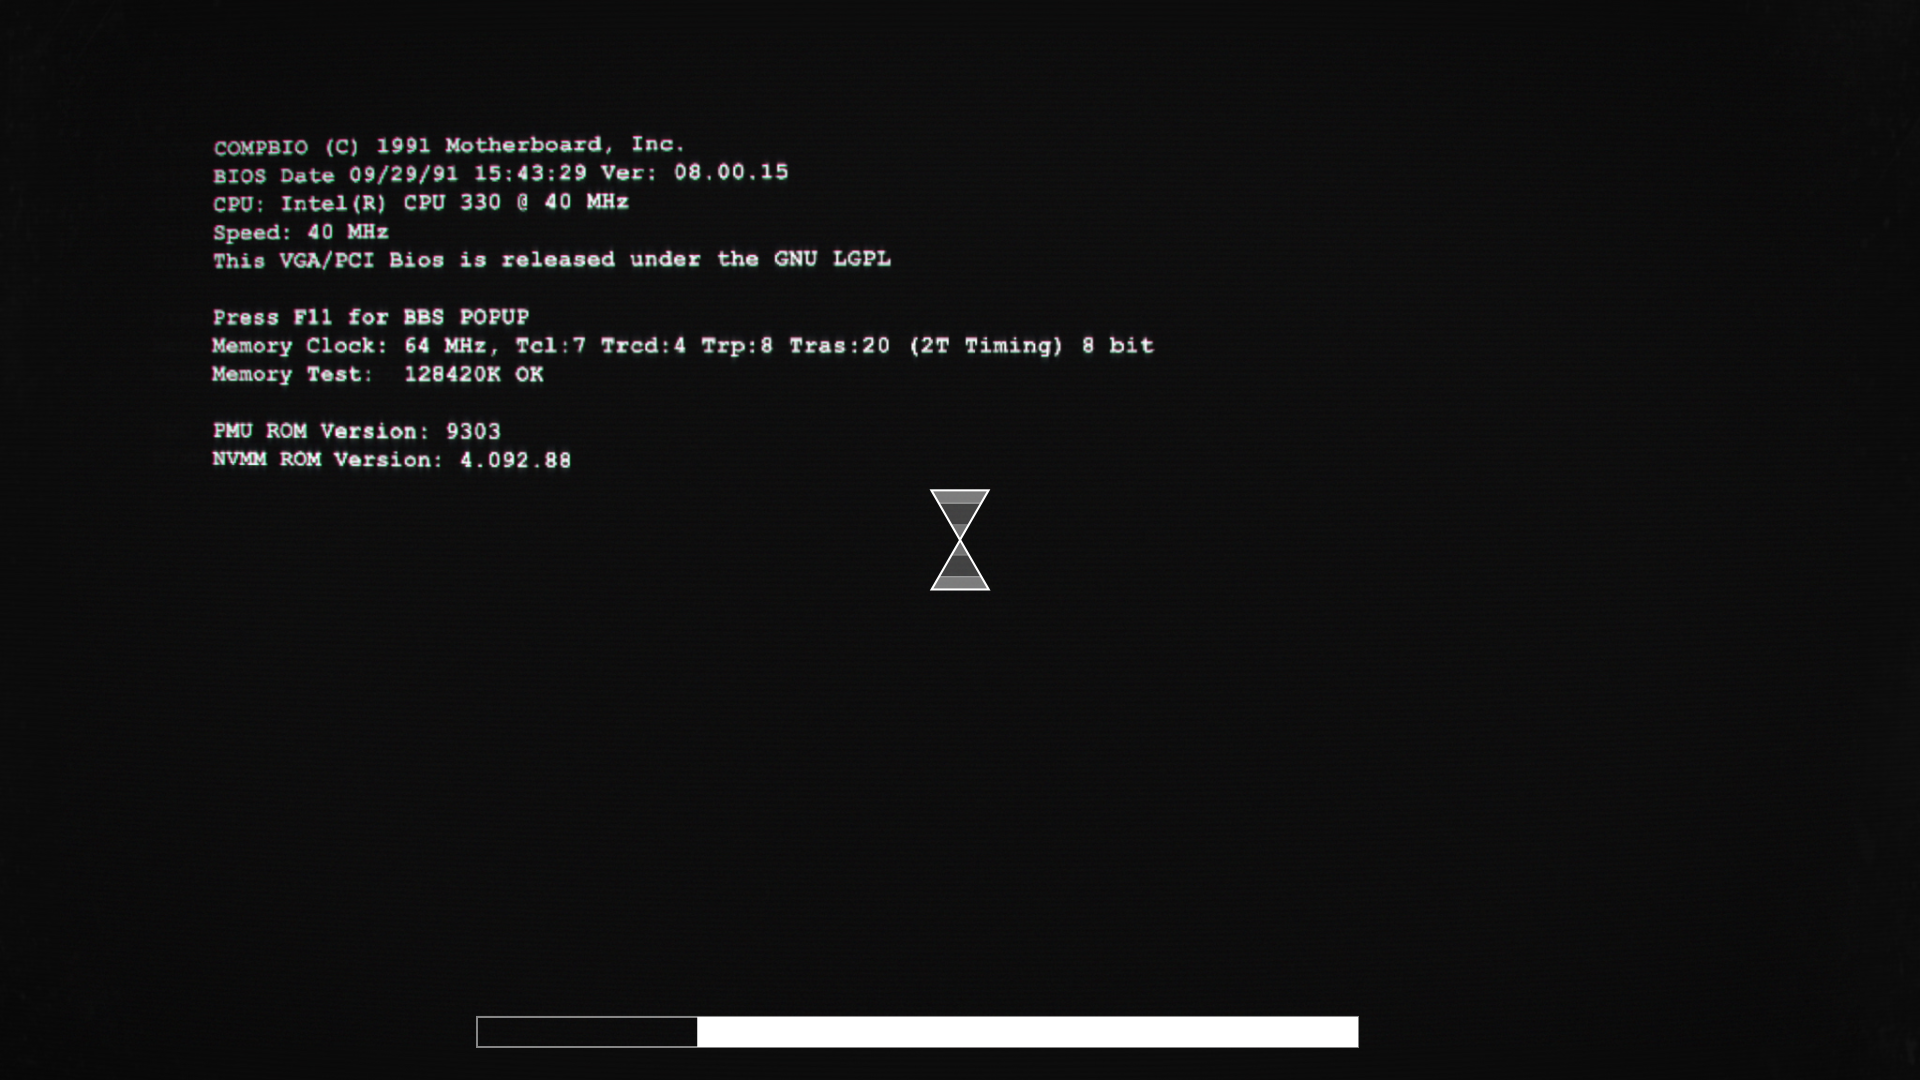 COMPBIO (C) 1991 Motherboard, Inc.
BIOS Date 09/29/91 15:43:29 Ver: 08.00.15
CPU: Intel(R) CPU 330 @ 40 MHz
Speed: 40 MHz
This VGA/PCI Bios is released under the GNU LGPL
Press F11 for BBS POPUP
Memory Clock: 64 MHz, Tcl:7 Trcd:4 Trp:8 Tras:20 (2T Timing) 8 bit
Memory Test:  128420K OK
PMU ROM Version: 9303
NVMM ROM Version: 4.092.88